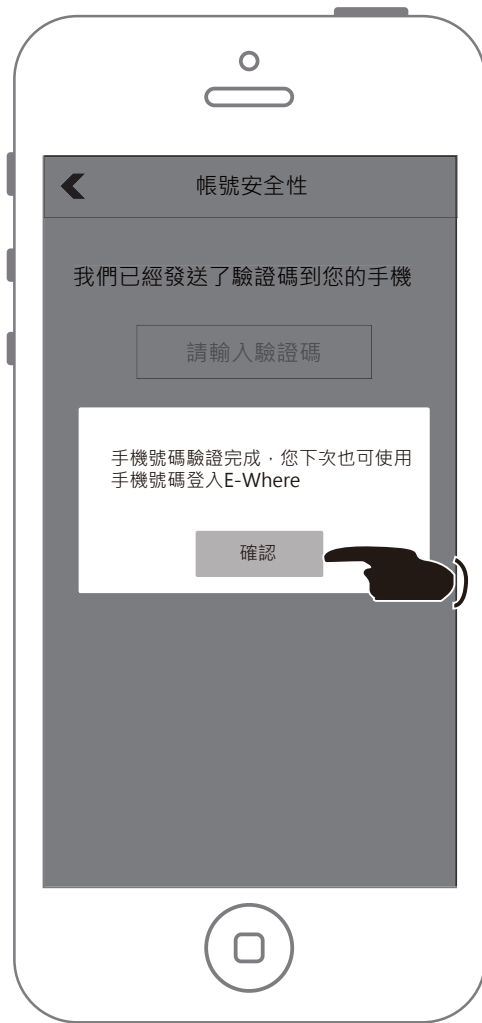 帳號安全性
我們已經發送了驗證碼到您的手機
請輸入驗證碼
手機號碼驗證完成，您下次也可使用
手機號碼登入E-Where
確認